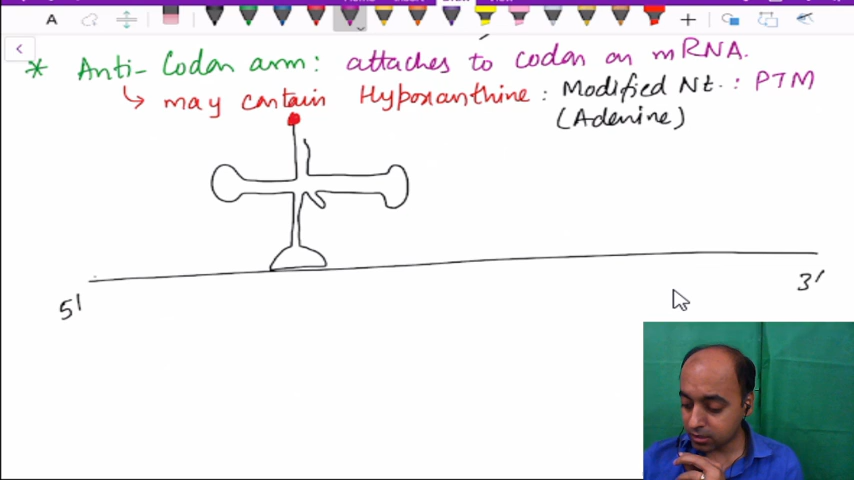 A
* Anti-Codon arm: attaches to codon on mRNA.
↳ may contain Hypoxanthine: Modified Nt.: PTM
(Adenine)
5'
3'